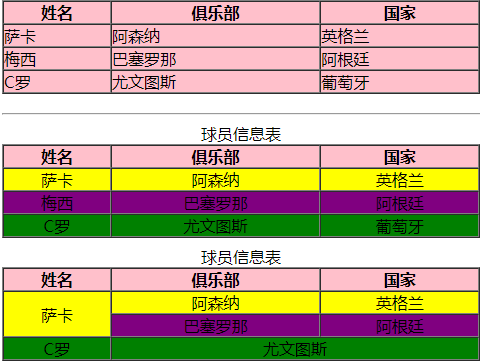 姓名 俱乐部 国家
萨卡 阿森纳 英格兰
梅西 巴塞罗那 阿根廷
C罗 尤文图斯 葡萄牙
球员信息表
姓名 俱乐部 国家
萨卡 阿森纳 英格兰
梅西 巴塞罗那 阿根廷
C罗 尤文图斯 葡萄牙
球员信息表
姓名 俱乐部 国家
萨卡 阿森纳 英格兰
巴塞罗那 阿根廷
C罗 尤文图斯